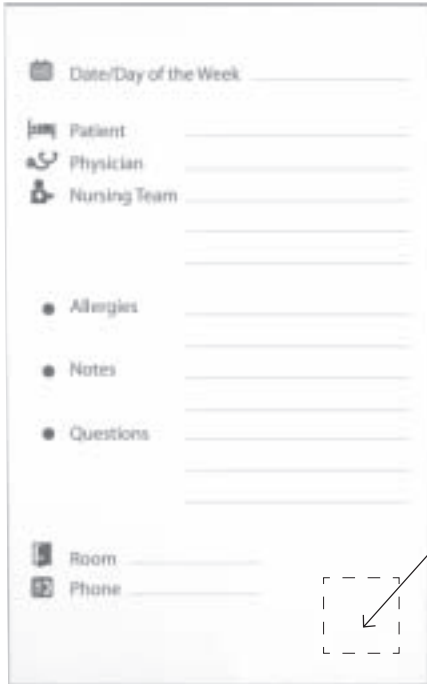 Date/Day of the Week
Patient
Physician
Nursing Team
Allergies
Notes
Questions
Room
Phone